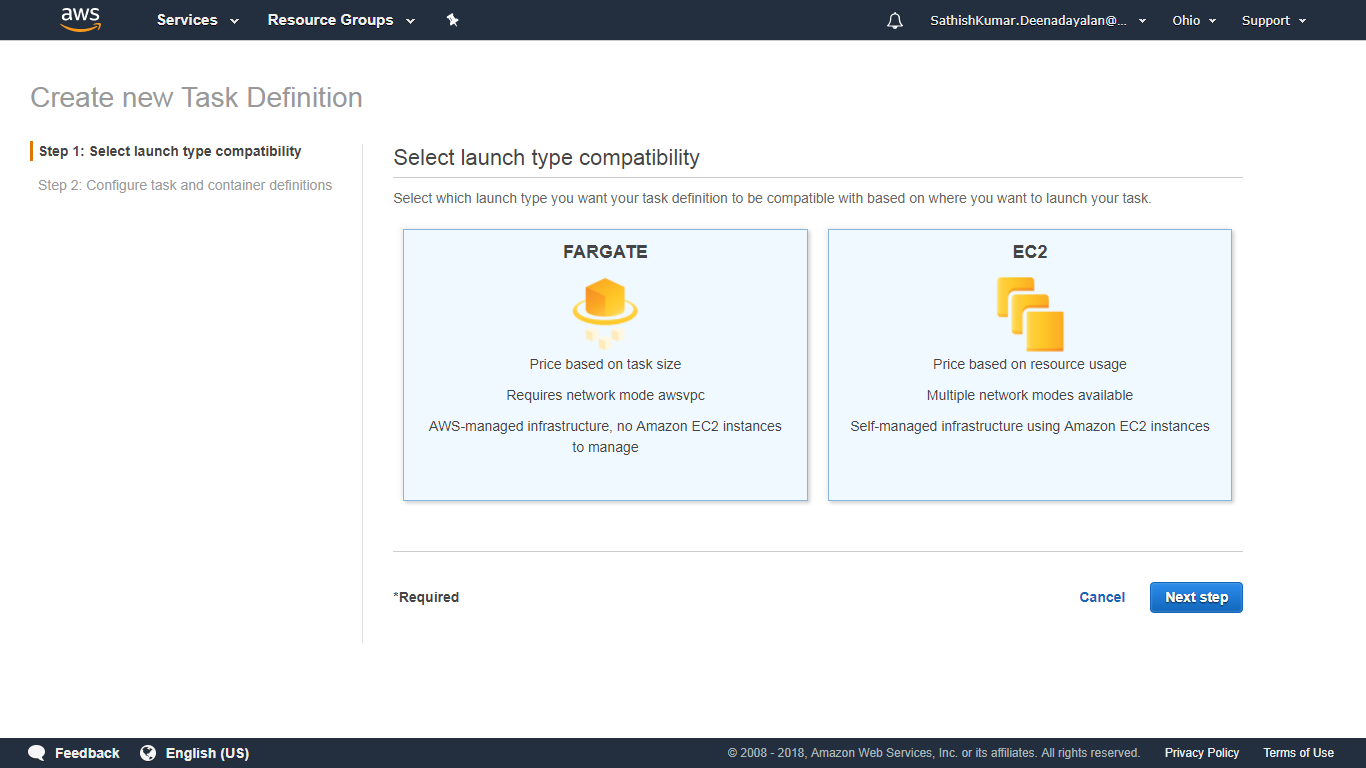 aws
Services
Resource Groups
SathishKumar.Deenadayalan@...
Ohio
Support
Create new Task Definition
Step 1: Select launch type compatibility
Step 2: Configure task and container definitions
Select launch type compatibility
Select which launch type you want your task definition to be compatible with based on where you want to launch your task.
FARGATE
Price based on task size
Requires network mode awsvpc
AWS-managed infrastructure, no Amazon EC2 instances
to manage
EC2
Price based on resource usage
Multiple network modes available
Self-managed infrastructure using Amazon EC2 instances
*Required
Cancel
Next step
Feedback
English (US)
© 2008 - 2018, Amazon Web Services, Inc. or its affiliates. All rights reserved.
Privacy Policy
Terms of Use